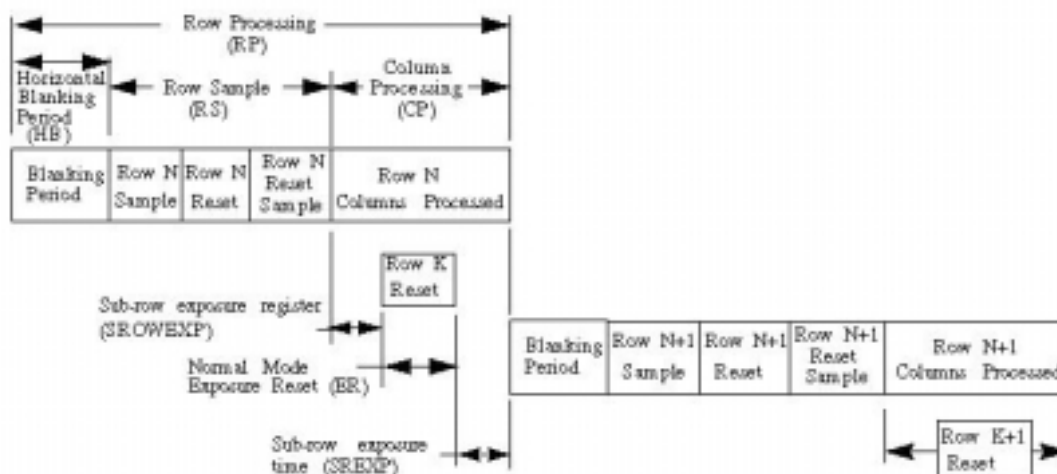 Row Processing
(RP)
Horizontal
Blanking
Period
(HB)
Row Sample
(RS)
Column
Processing
(CP)
Blanking
Period
Row N
Sample
Row N
Reset
Row N
Reset
Sample
Row N
Columns Processed
Row K
Reset
Sub-row exposure register
(SROWEXP)
Normal Mode
Exposure Reset (ER)
Sub-row exposure
time (SREXP)
Blanking
Period
Row N+1
Sample
Row N+1
Reset
Row N+1
Reset
Sample
Row N+1
Columns Processed
Row K+1
Reset